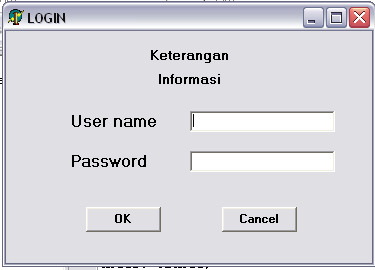 LOGIN
Keterangan
Informasi
User name
Password
OK
Cancel